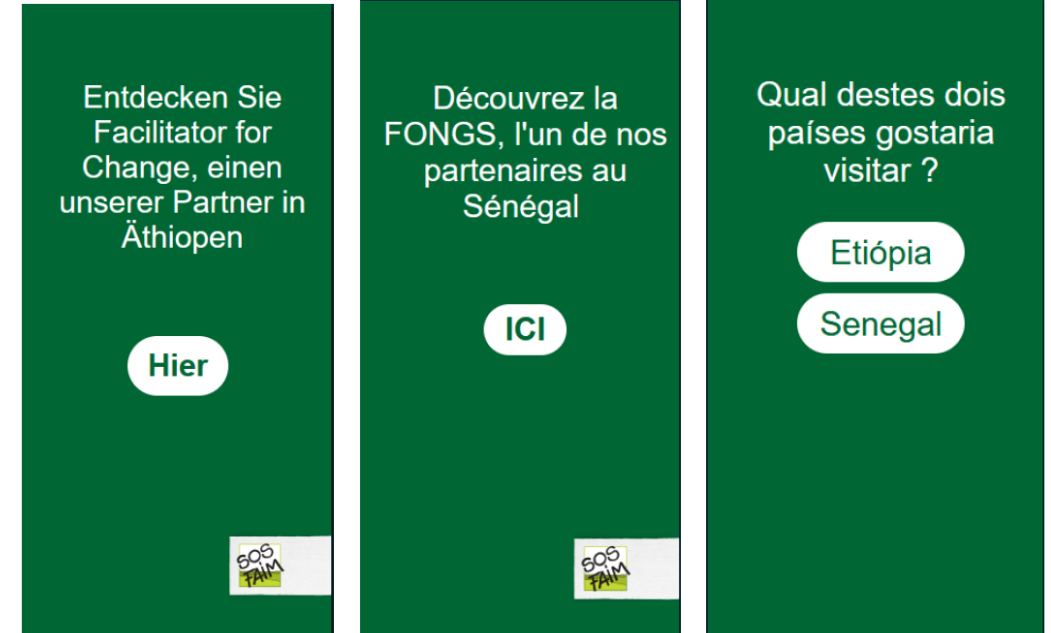 Entdecken Sie
Facilitator for
Change, einen
unserer Partner in
Äthiopen
Hier
SOS
FAIM
Découvrez la
FONGS, l'un de nos
partenaires au
Sénégal
ICI
SOS
FAIM
Qual destes dois
países gostaria
visitar ?
Etiópia
Senegal